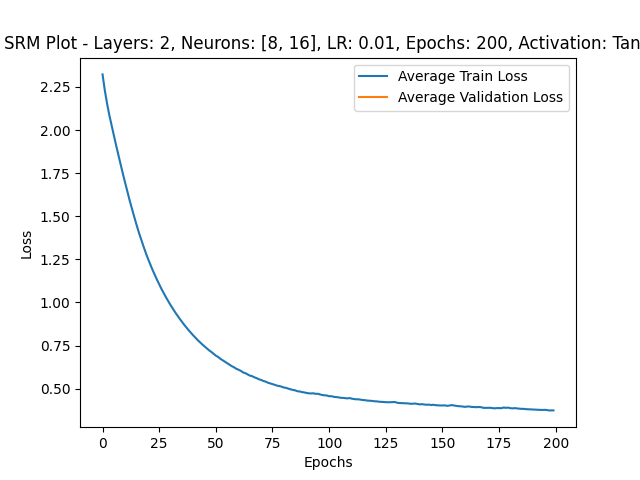 SRM Plot - Layers: 2, Neurons: [8, 16], LR: 0.01, Epochs: 200, Activation: Tan
Average Train Loss
Average Validation Loss
2.25
2.00
1.75
1.50
1.25
1.00
0.75
0.50
Loss
0 25 50 75 100 125 150 175 200
Epochs